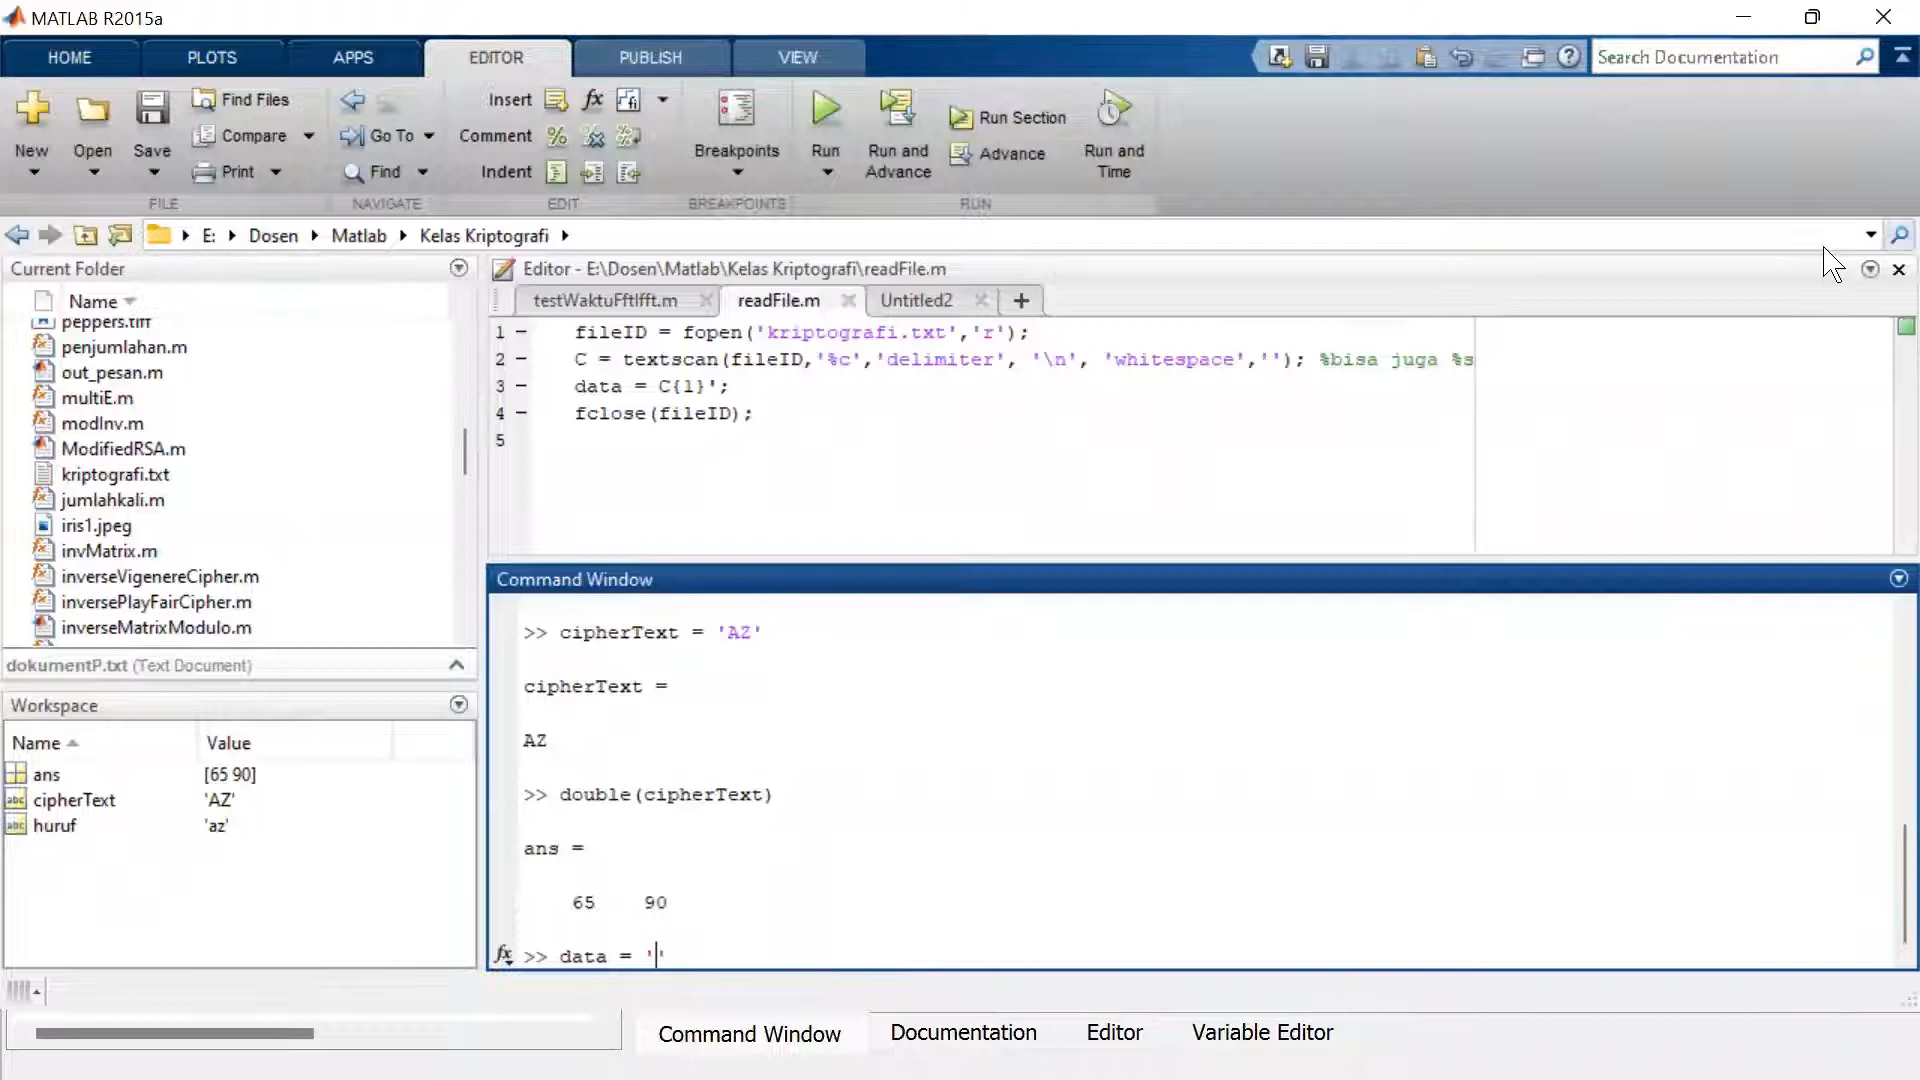 MATLAB R2015a
HOME PLOTS APPS EDITOR PUBLISH VIEW Search Documentation
New Open Save Find Files Compare Print
Go To Find
Insert fx
Comment %
Indent
Breakpoints Run Run and Advance Run Section Advance Run and Time
FILE NAVIGATE EDIT BREAKPOINTS RUN
E: Dosen Matlab Kelas Kriptografi
Current Folder
Name
peppers.tiff
penjumlahan.m
out_pesan.m
multiE.m
modInv.m
ModifiedRSA.m
kriptografi.txt
jumlahkali.m
iris1.jpeg
invMatrix.m
inverseVigenereCipher.m
inversePlayFairCipher.m
inverseMatrixModulo.m
dokumentP.txt (Text Document)
Workspace
Name Value
ans [65 90]
cipherText 'AZ'
huruf 'az'
Editor - E:\Dosen\Matlab\Kelas Kriptografi\readFile.m
testWaktuFftIfft.m readFile.m Untitled2 +
1 - fileID = fopen('kriptografi.txt','r');
2 - C = textscan(fileID,'%c','delimiter', '\n', 'whitespace',''); %bisa juga %s
3 - data = C{1}';
4 - fclose(fileID);
5
Command Window
>> cipherText = 'AZ'
cipherText =
AZ
>> double(cipherText)
ans =
65 90
fx >> data = ''
Command Window Documentation Editor Variable Editor